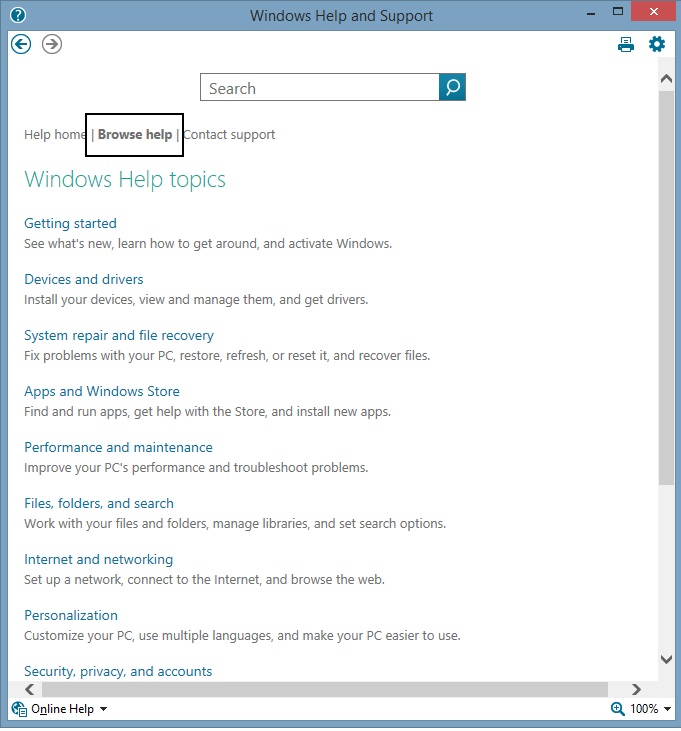 Windows Help and Support
Search
Help home | Browse help | Contact support
Windows Help topics
Getting started
See what's new, learn how to get around, and activate Windows.
Devices and drivers
Install your devices, view and manage them, and get drivers.
System repair and file recovery
Fix problems with your PC, restore, refresh, or reset it, and recover files.
Apps and Windows Store
Find and run apps, get help with the Store, and install new apps.
Performance and maintenance
Improve your PC's performance and troubleshoot problems.
Files, folders, and search
Work with your files and folders, manage libraries, and set search options.
Internet and networking
Set up a network, connect to the Internet, and browse the web.
Personalization
Customize your PC, use multiple languages, and make your PC easier to use.
Security, privacy, and accounts
Online Help 100%